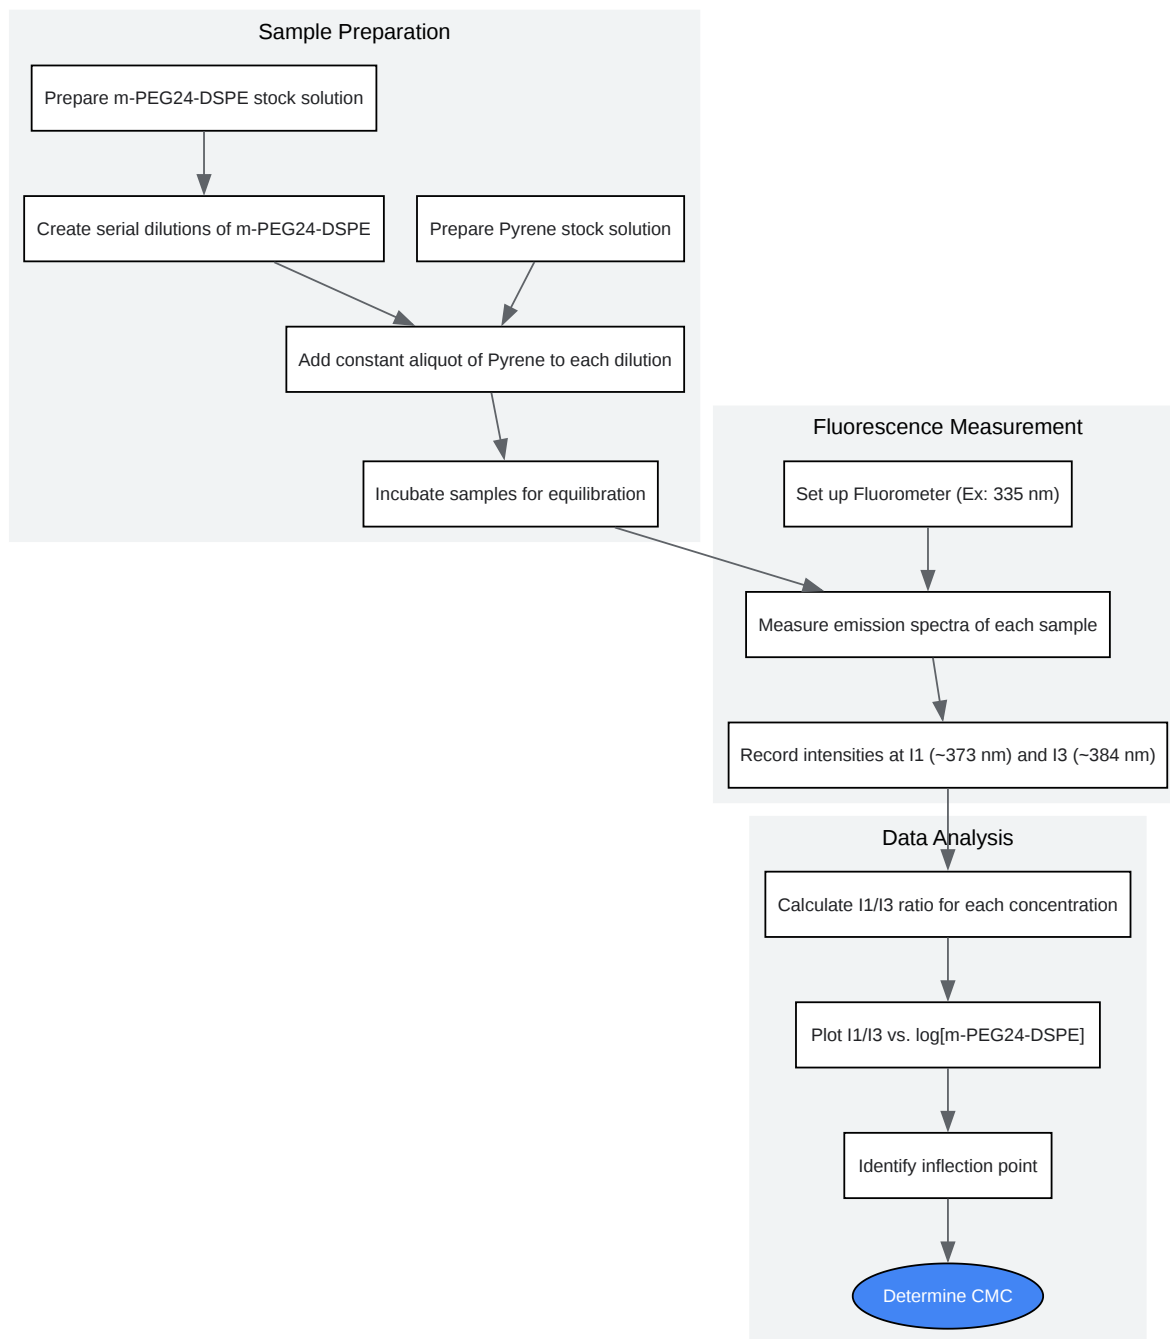 Sample Preparation
Prepare m-PEG24-DSPE stock solution
Create serial dilutions of m-PEG24-DSPE
Prepare Pyrene stock solution
Add constant aliquot of Pyrene to each dilution
Incubate samples for equilibration
Fluorescence Measurement
Set up Fluorometer (Ex: 335 nm)
Measure emission spectra of each sample
Record intensities at I1 (~373 nm) and I3 (~384 nm)
Data Analysis
Calculate I1/I3 ratio for each concentration
Plot I1/I3 vs. log[m-PEG24-DSPE]
Identify inflection point
Determine CMC